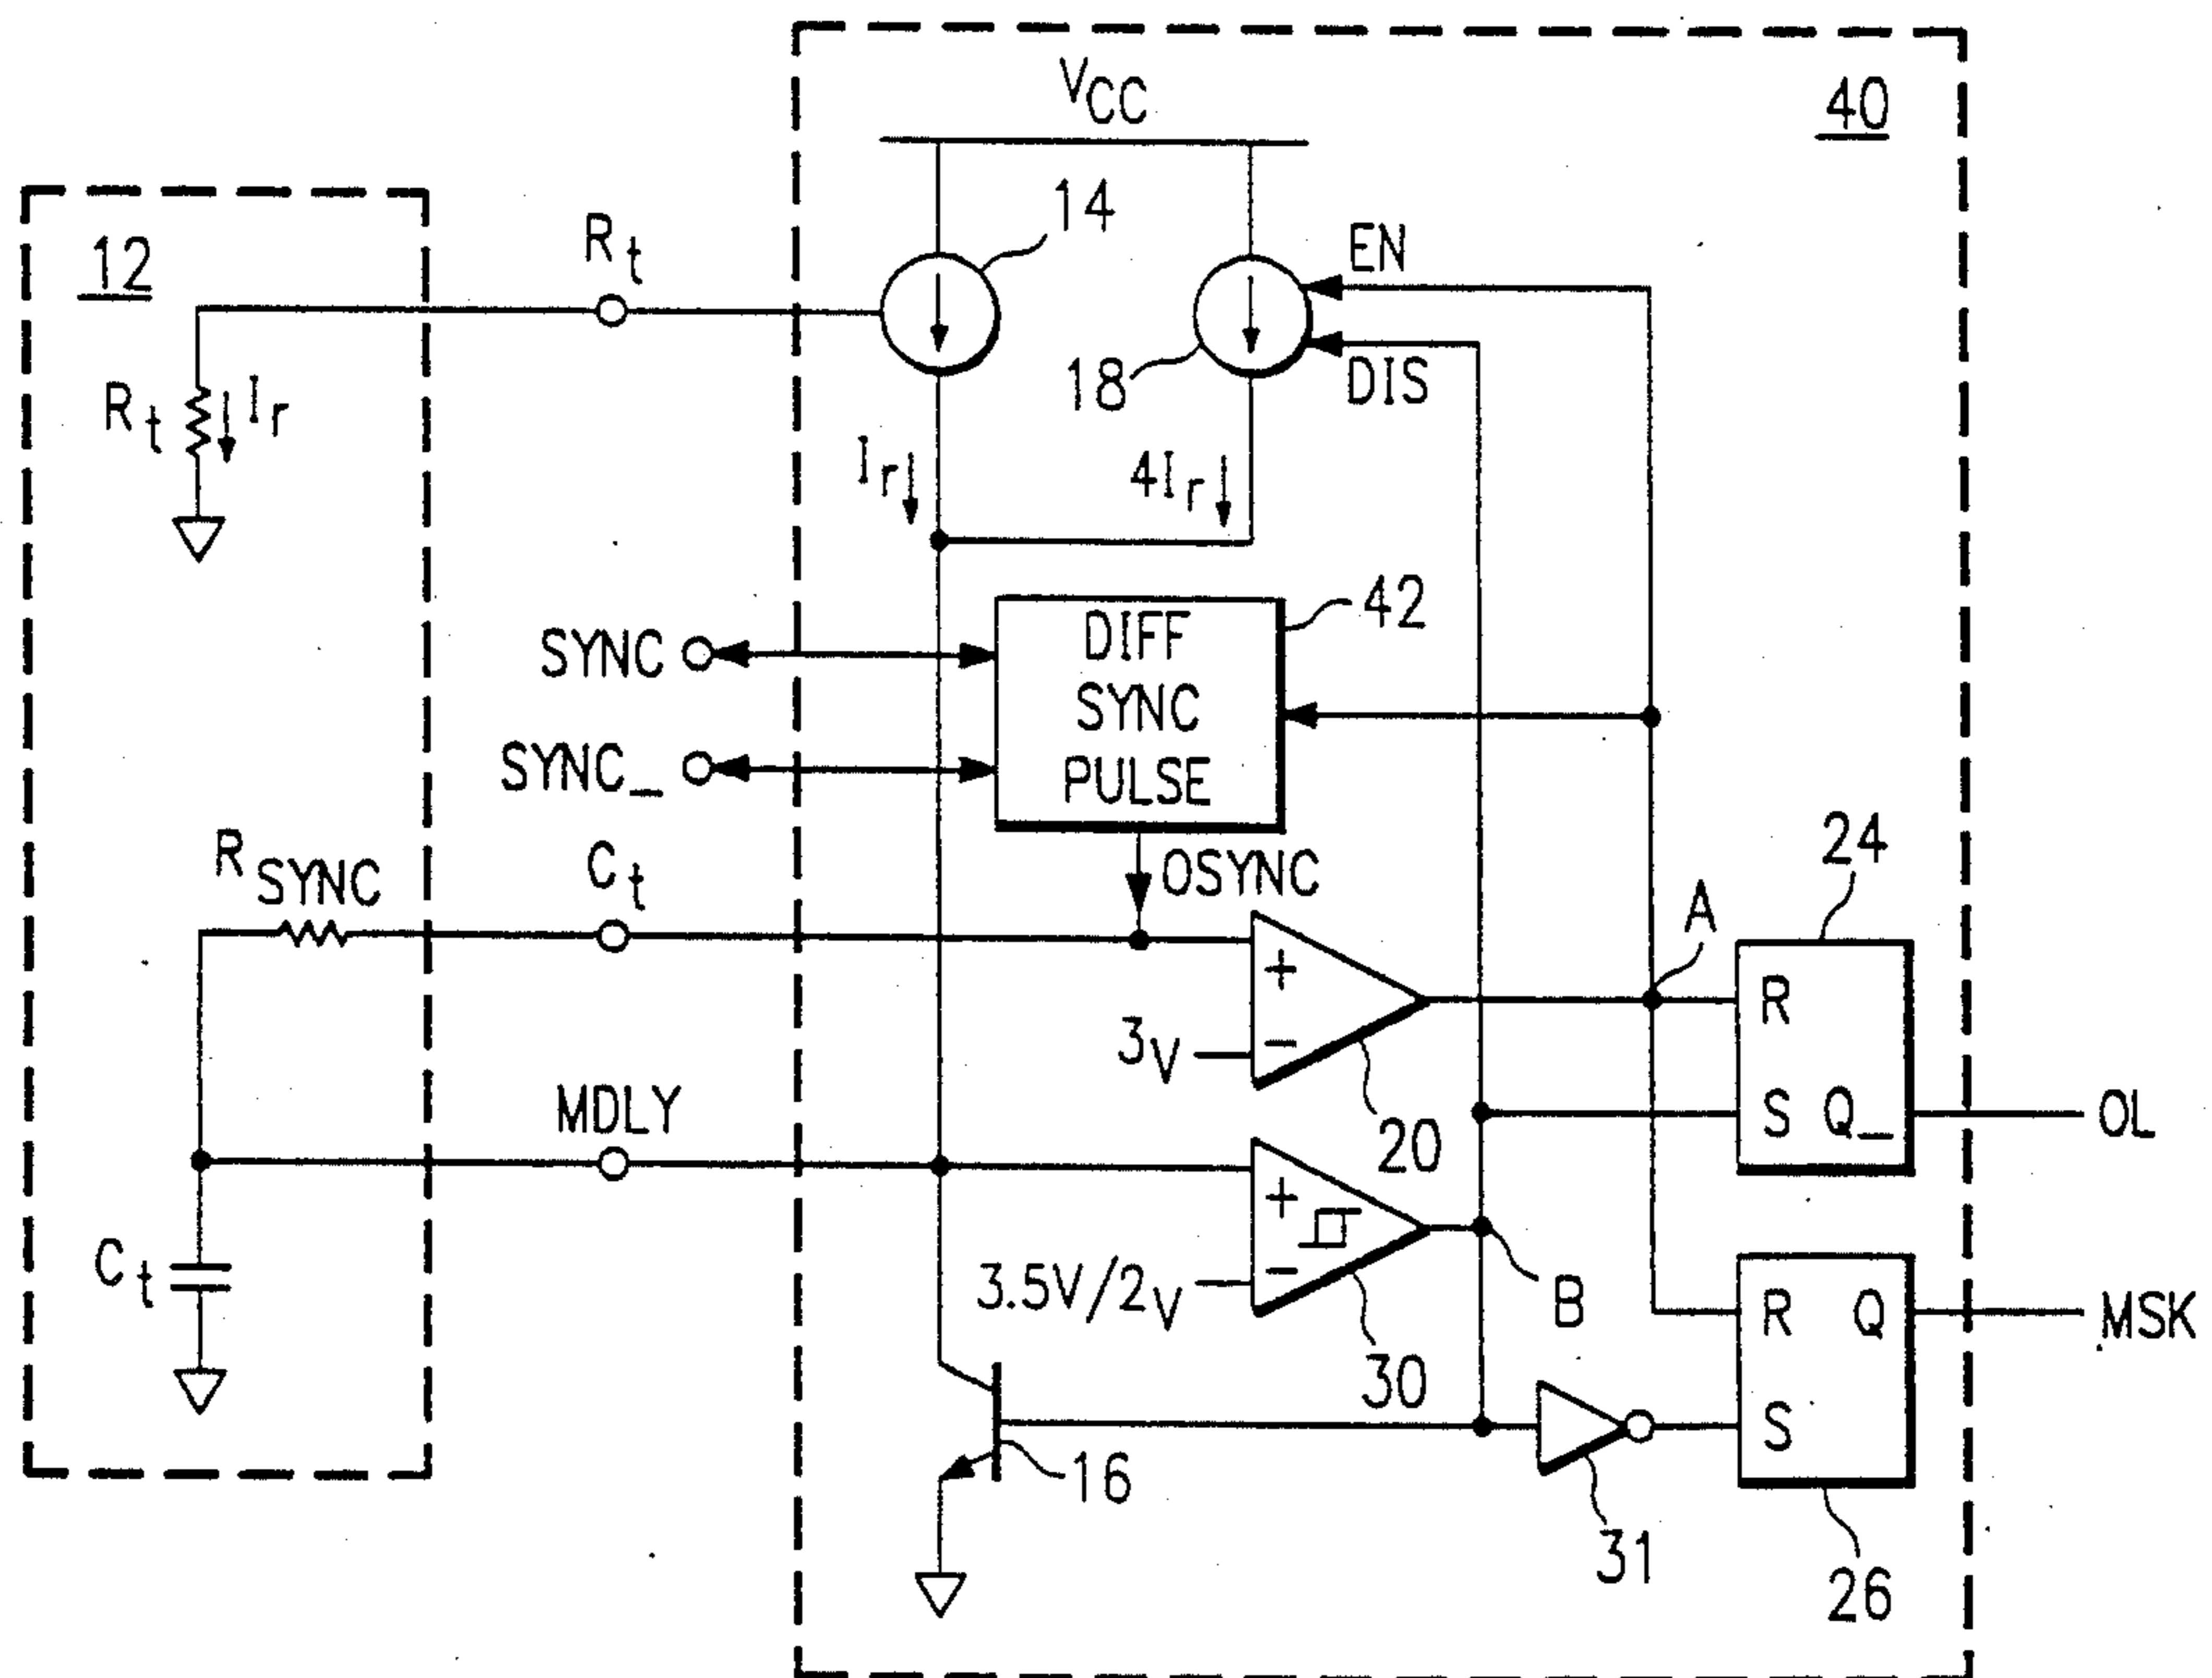 VCC
40
14
12
Rt
EN
DIS
18
Rt
Ir
Ir
4Ir
42
DIFF
SYNC
PULSE
SYNC
SYNC_
OSYNC
RSYNC
Ct
24
A
+
-
3V
R
S Q_
OL
20
MDLY
+
-
3.5V/2V
B
30
Ct
R Q
S
MSK
16
31
26